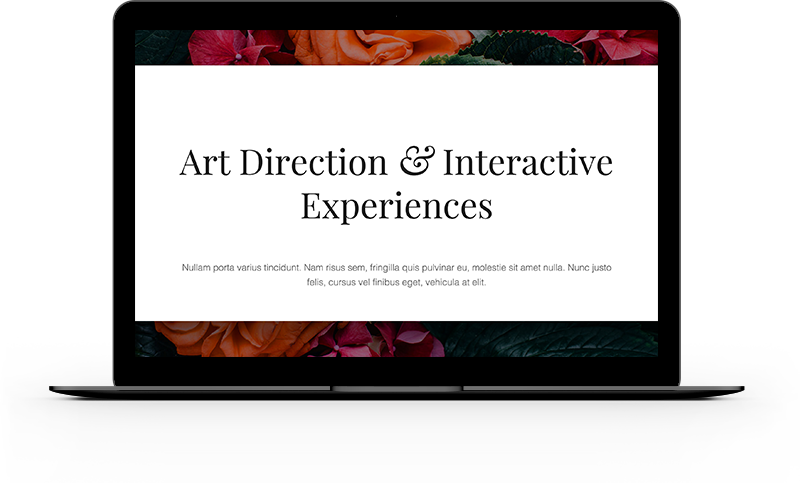 Art Direction & Interactive
Experiences
Nullam porta varius tincidunt. Nam risus sem, fringilla quis pulvinar eu, molestie sit amet nulla. Nunc justo
felis, cursus vel finibus eget, vehicula at elit.